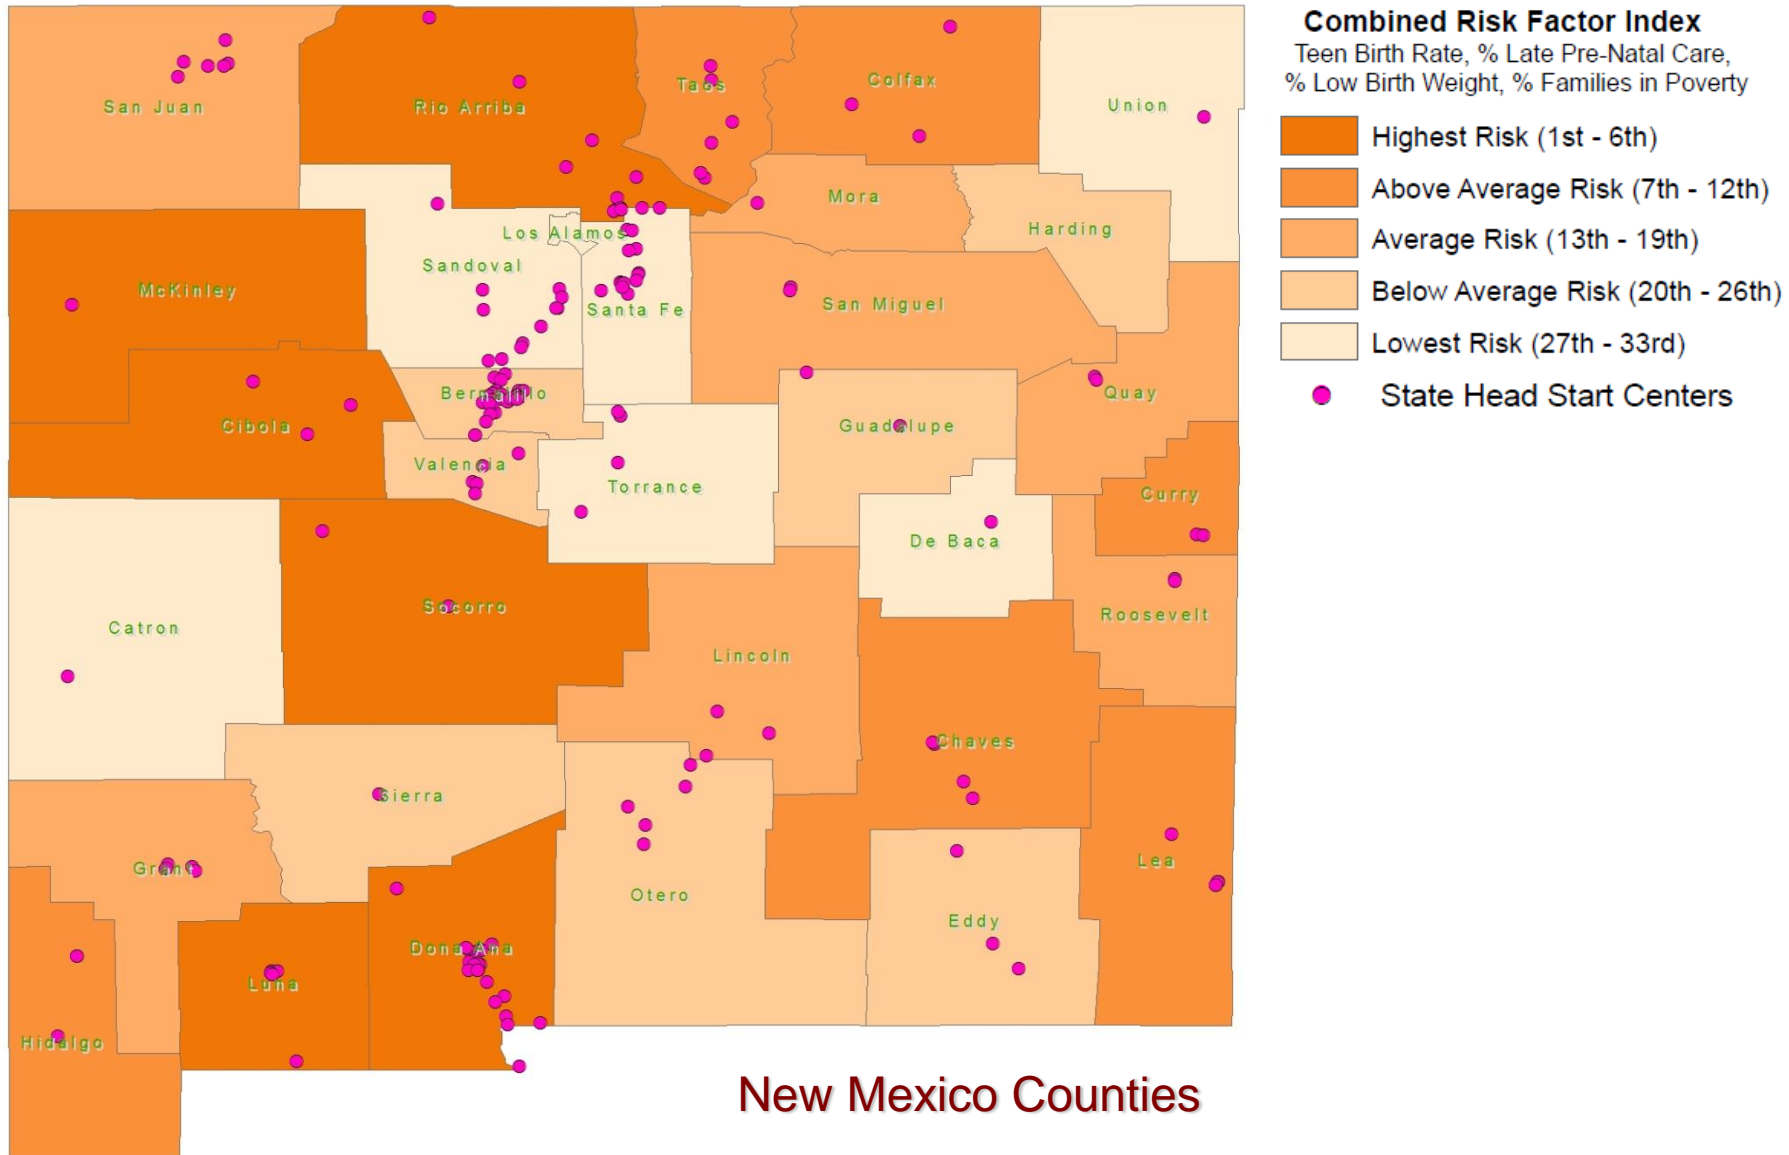 Combined Risk Factor Index
Teen Birth Rate, % Late Pre-Natal Care,
% Low Birth Weight, % Families in Poverty
Highest Risk (1st - 6th)
Above Average Risk (7th - 12th)
Average Risk (13th - 19th)
Below Average Risk (20th - 26th)
Lowest Risk (27th - 33rd)
State Head Start Centers
San Juan
Rio Arriba
Taos
Colfax
Union
Mora
Harding
Los Alamos
Sandoval
McKinley
Santa Fe
San Miguel
Bernalillo
Quay
Cibola
Guadalupe
Valencia
Torrance
Curry
De Baca
Socorro
Roosevelt
Catron
Lincoln
Chaves
Sierra
Grant
Lea
Otero
Eddy
Dona Ana
Luna
Hidalgo
New Mexico Counties